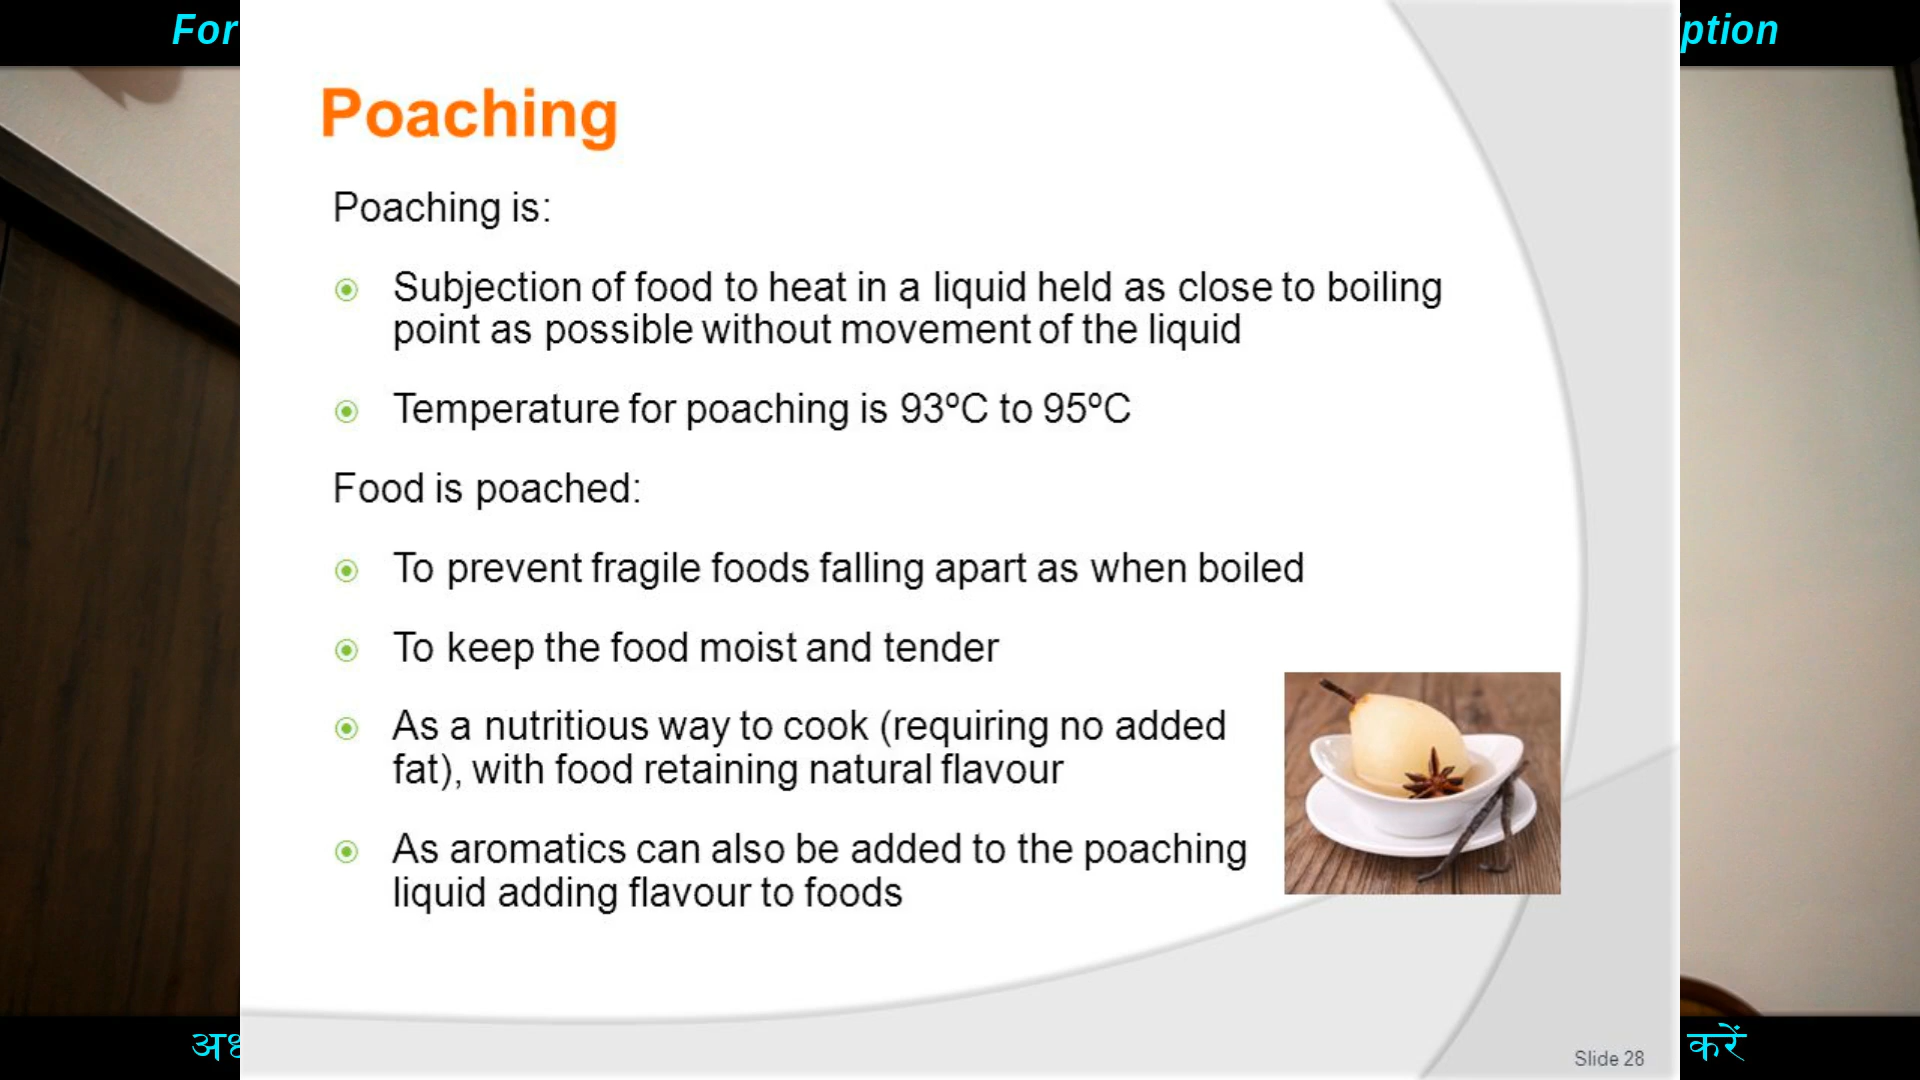 For
ption
Poaching
Poaching is:
Subjection of food to heat in a liquid held as close to boiling
point as possible without movement of the liquid
Temperature for poaching is 93ºC to 95ºC
Food is poached:
To prevent fragile foods falling apart as when boiled
To keep the food moist and tender
As a nutritious way to cook (requiring no added
fat), with food retaining natural flavour
As aromatics can also be added to the poaching
liquid adding flavour to foods
Slide 28
करें